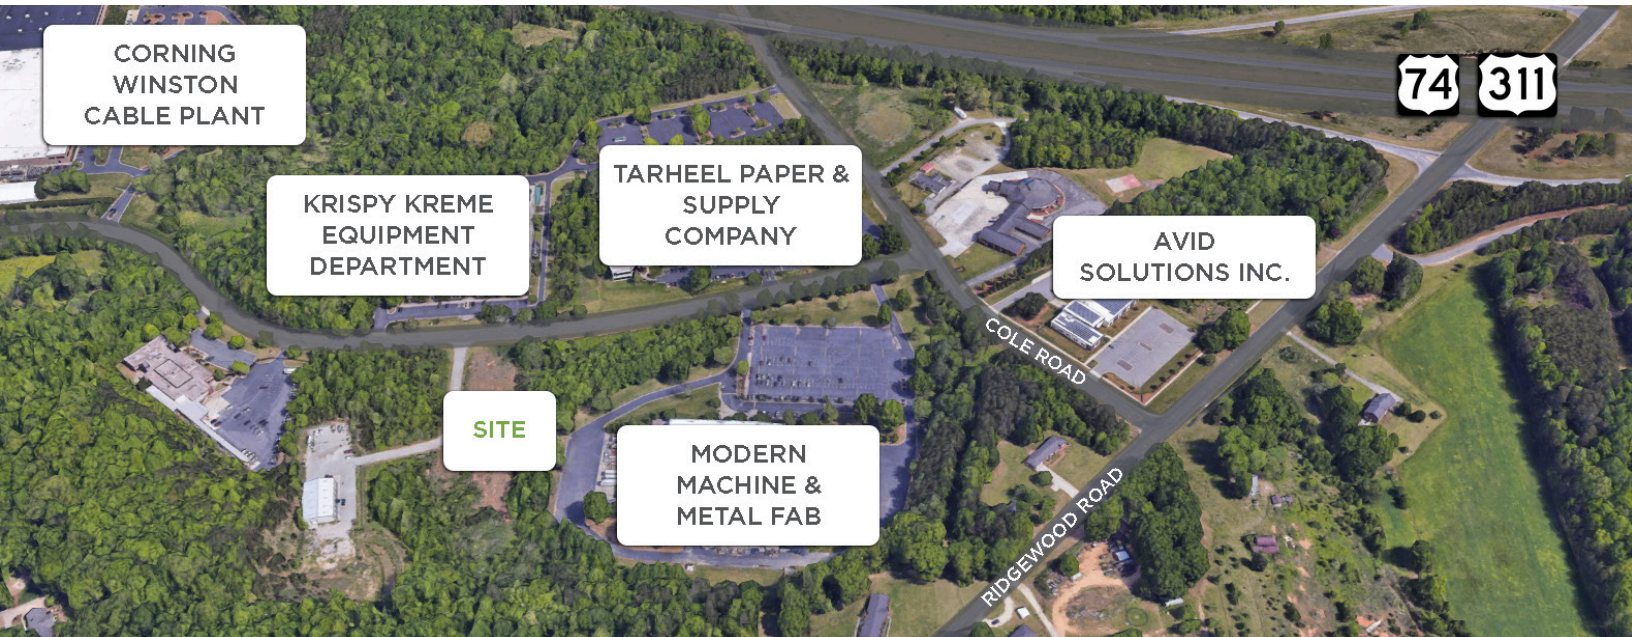 CORNING
WINSTON
CABLE PLANT
74
311
KRISPY KREME
EQUIPMENT
DEPARTMENT
TARHEEL PAPER &
SUPPLY
COMPANY
AVID
SOLUTIONS INC.
COLE ROAD
SITE
MODERN
MACHINE &
METAL FAB
RIDGEWOOD ROAD